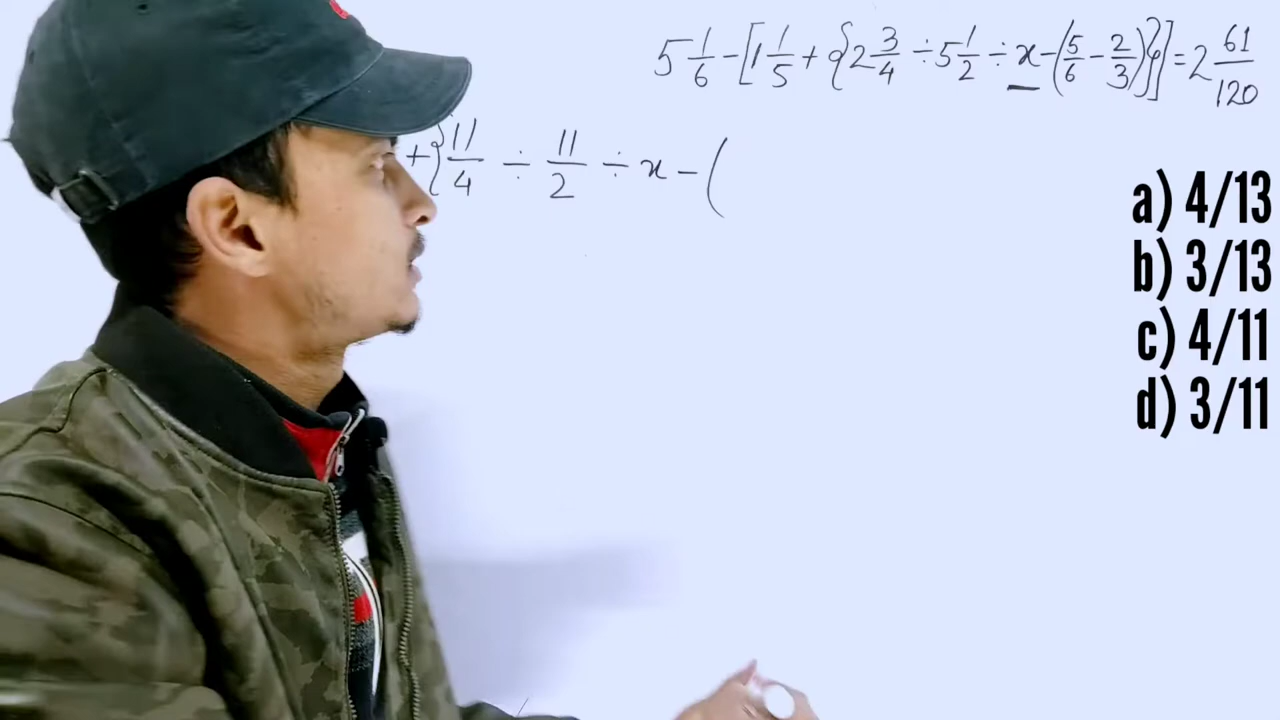 5 1/6 - [1 1/5 + {2 3/4 ÷ 5 1/2 ÷ x - (5/6 - 2/3)}] = 2 61/120
+ {11/4 ÷ 11/2 ÷ x - (
a) 4/13
b) 3/13
c) 4/11
d) 3/11